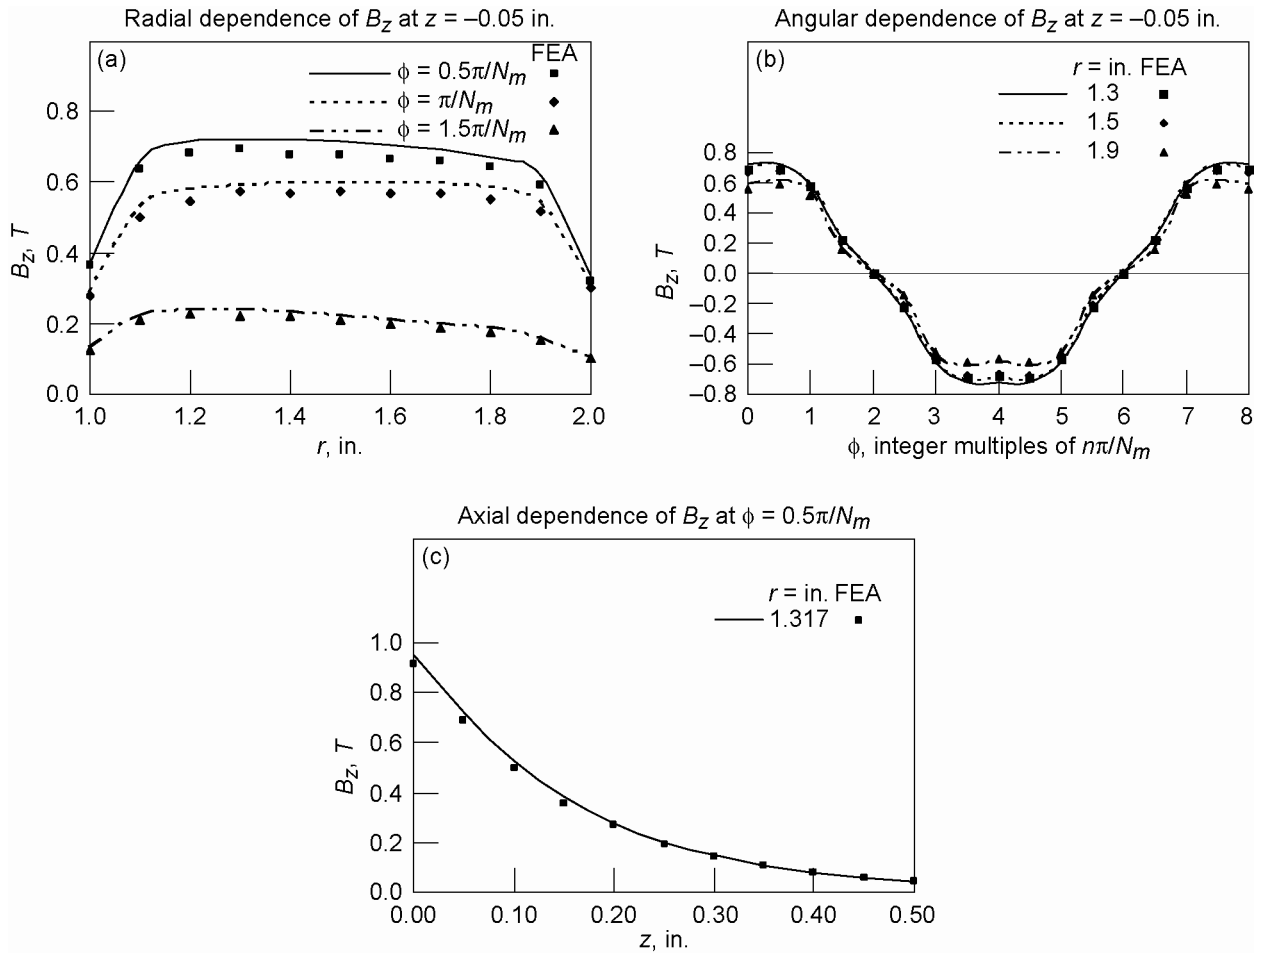 Radial dependence of Bz at z = –0.05 in.
(a)
FEA
ϕ = 0.5π/Nm
ϕ = π/Nm
ϕ = 1.5π/Nm
0.8
0.6
0.4
0.2
0.0
Bz, T
1.0 1.2 1.4 1.6 1.8 2.0
r, in.
Angular dependence of Bz at z = –0.05 in.
(b)
r = in. FEA
1.3
1.5
1.9
0.8
0.6
0.4
0.2
0.0
–0.2
–0.4
–0.6
–0.8
Bz, T
0 1 2 3 4 5 6 7 8
ϕ, integer multiples of nπ/Nm
Axial dependence of Bz at ϕ = 0.5π/Nm
(c)
r = in. FEA
1.317
1.0
0.8
0.6
0.4
0.2
0.0
Bz, T
0.00 0.10 0.20 0.30 0.40 0.50
z, in.